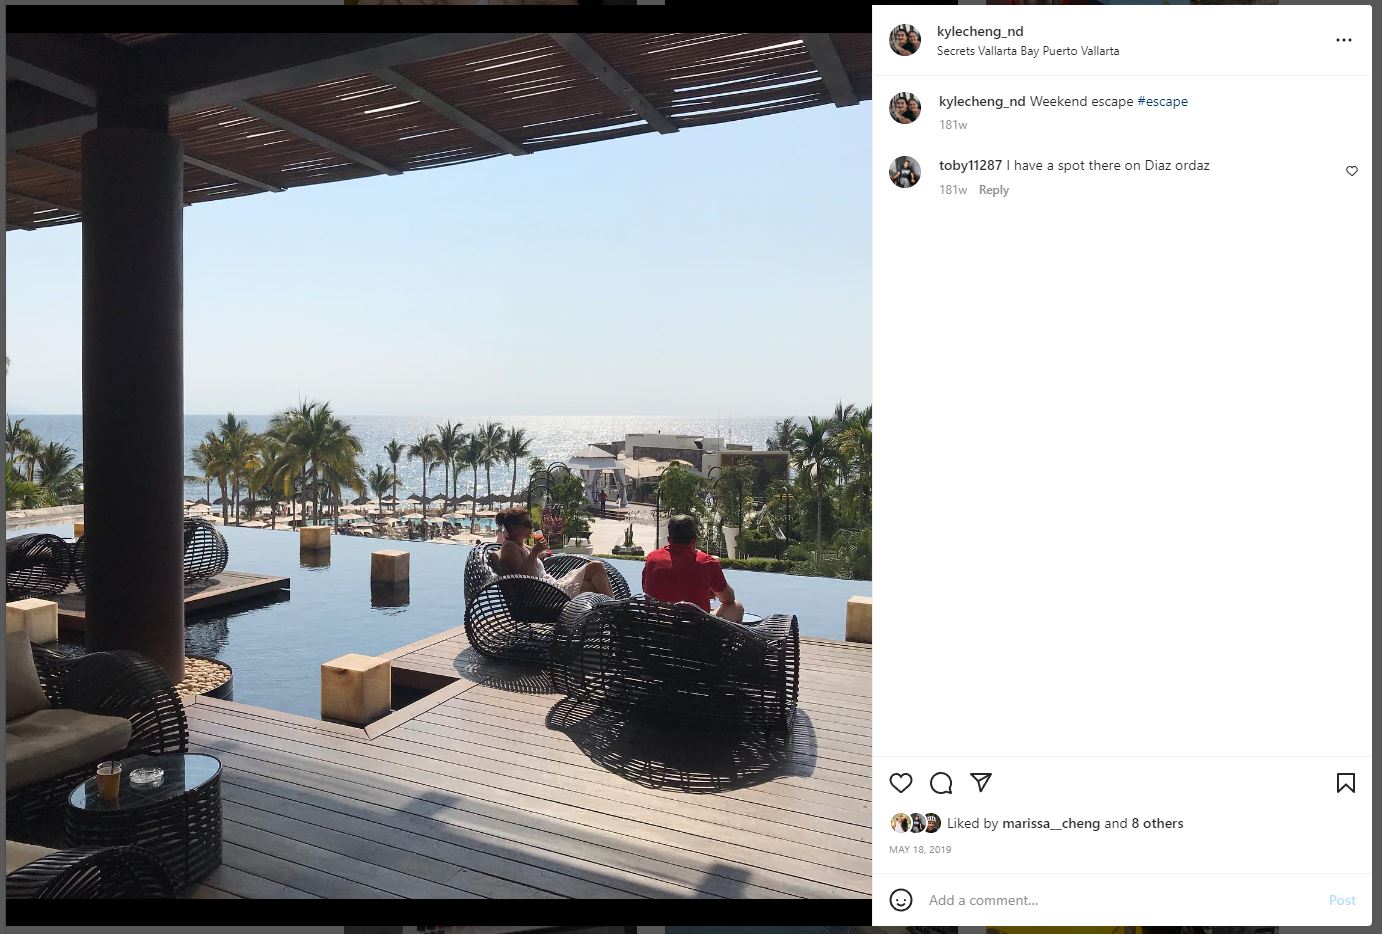 kylecheng_nd
Secrets Vallarta Bay Puerto Vallarta
kylecheng_nd Weekend escape #escape
181w
toby11287 I have a spot there on Diaz ordaz
181w Reply
Liked by marissa__cheng and 8 others
MAY 18, 2019
Add a comment...
Post